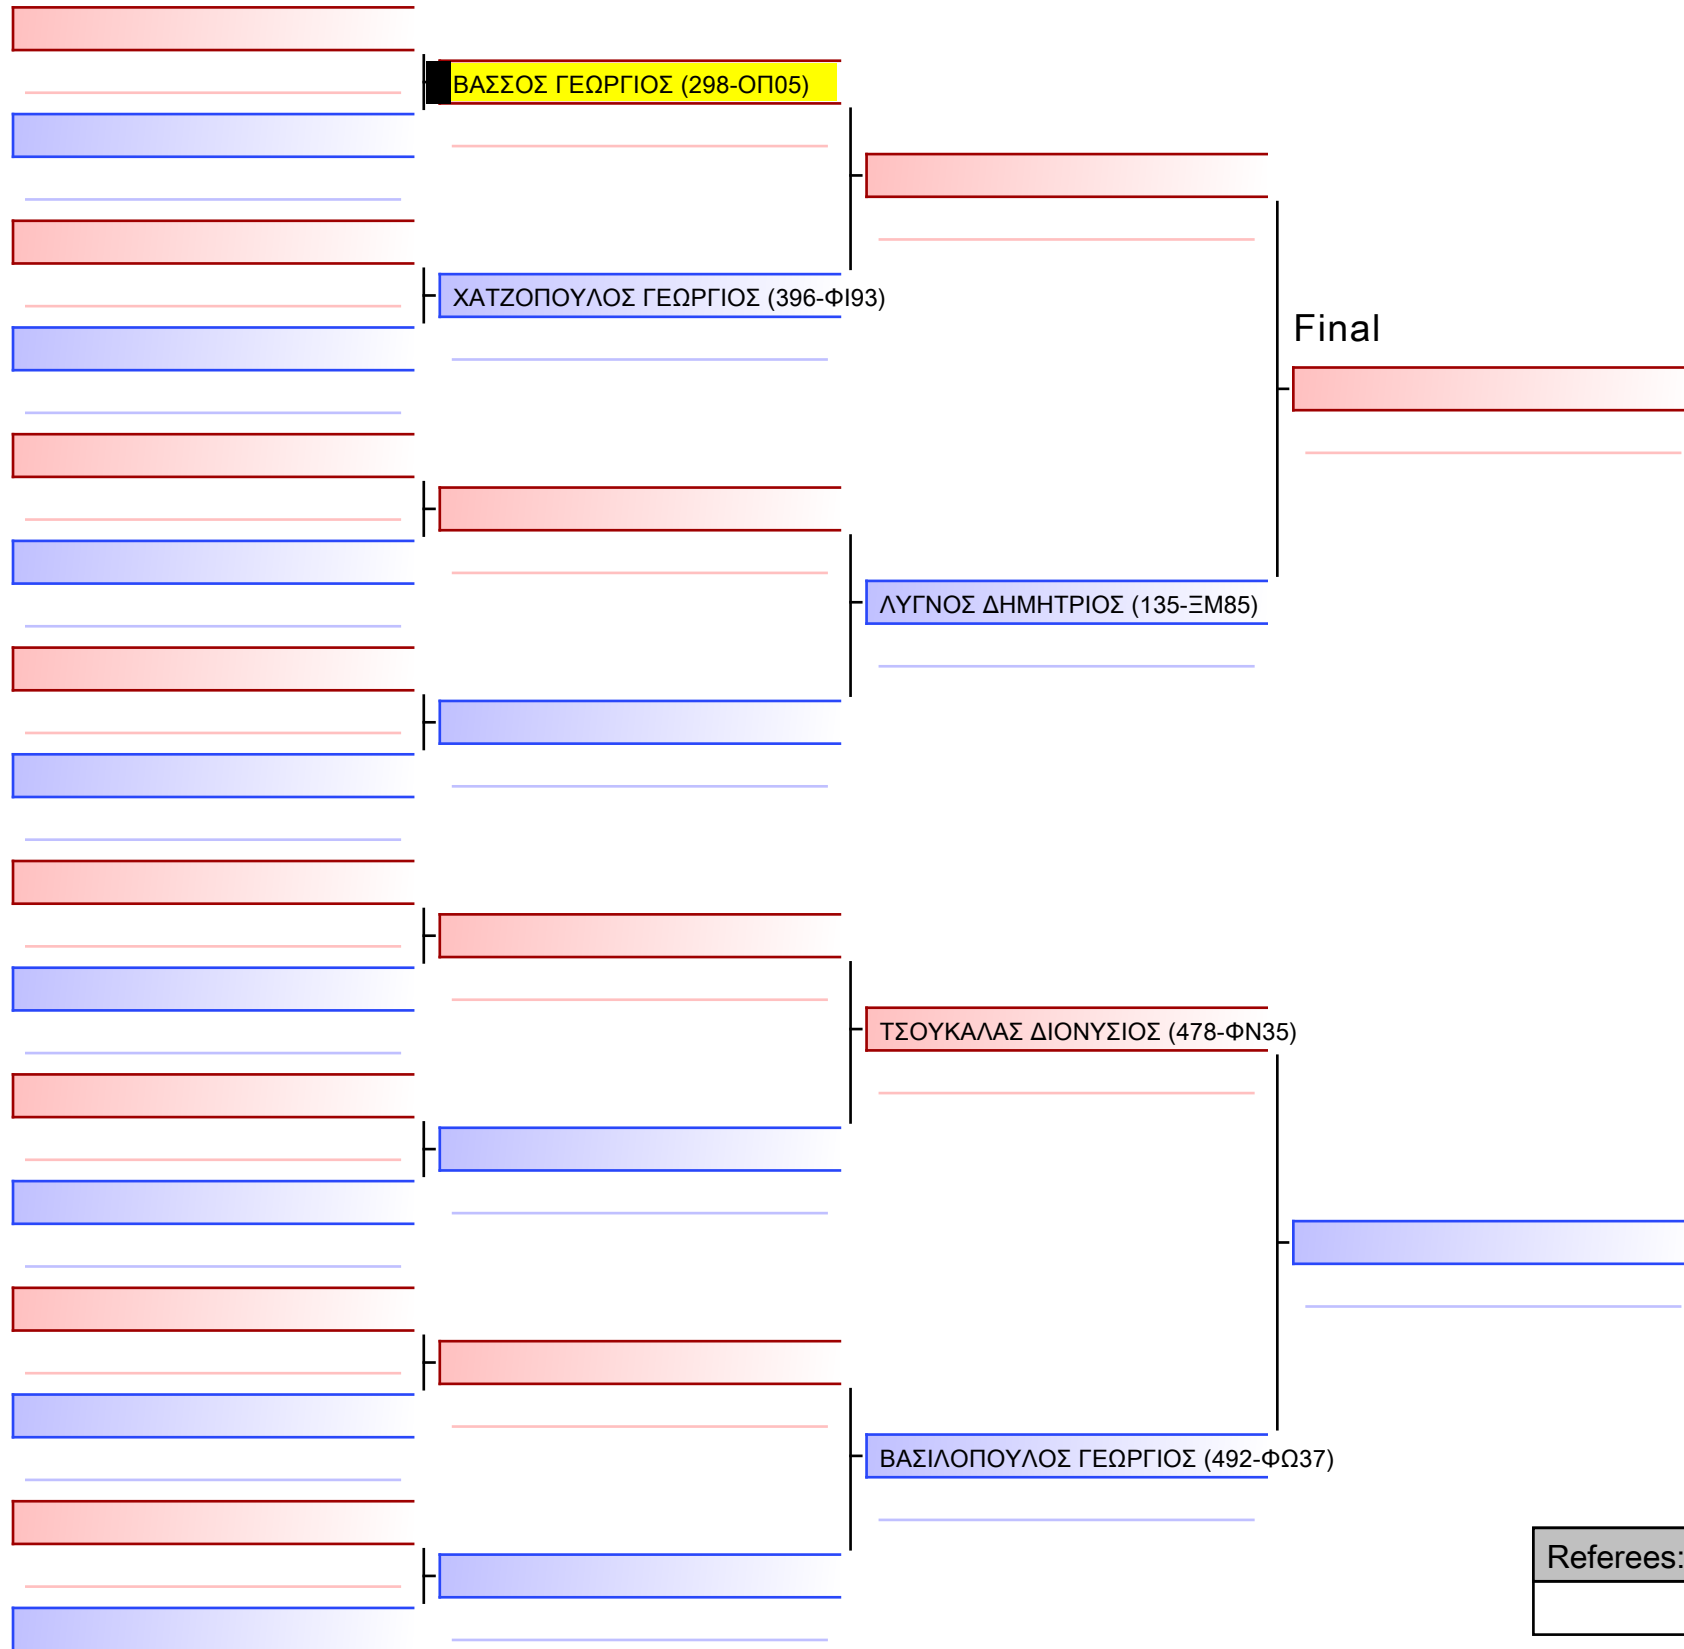 ΒΑΣΣΟΣ ΓΕΩΡΓΙΟΣ (298-ΟΠ05)
ΧΑΤΖΟΠΟΥΛΟΣ ΓΕΩΡΓΙΟΣ (396-ΦΙ93)
Final
ΛΥΓΝΟΣ ΔΗΜΗΤΡΙΟΣ (135-ΞΜ85)
ΤΣΟΥΚΑΛΑΣ ΔΙΟΝΥΣΙΟΣ (478-ΦΝ35)
ΒΑΣΙΛΟΠΟΥΛΟΣ ΓΕΩΡΓΙΟΣ (492-ΦΩ37)
Referees: